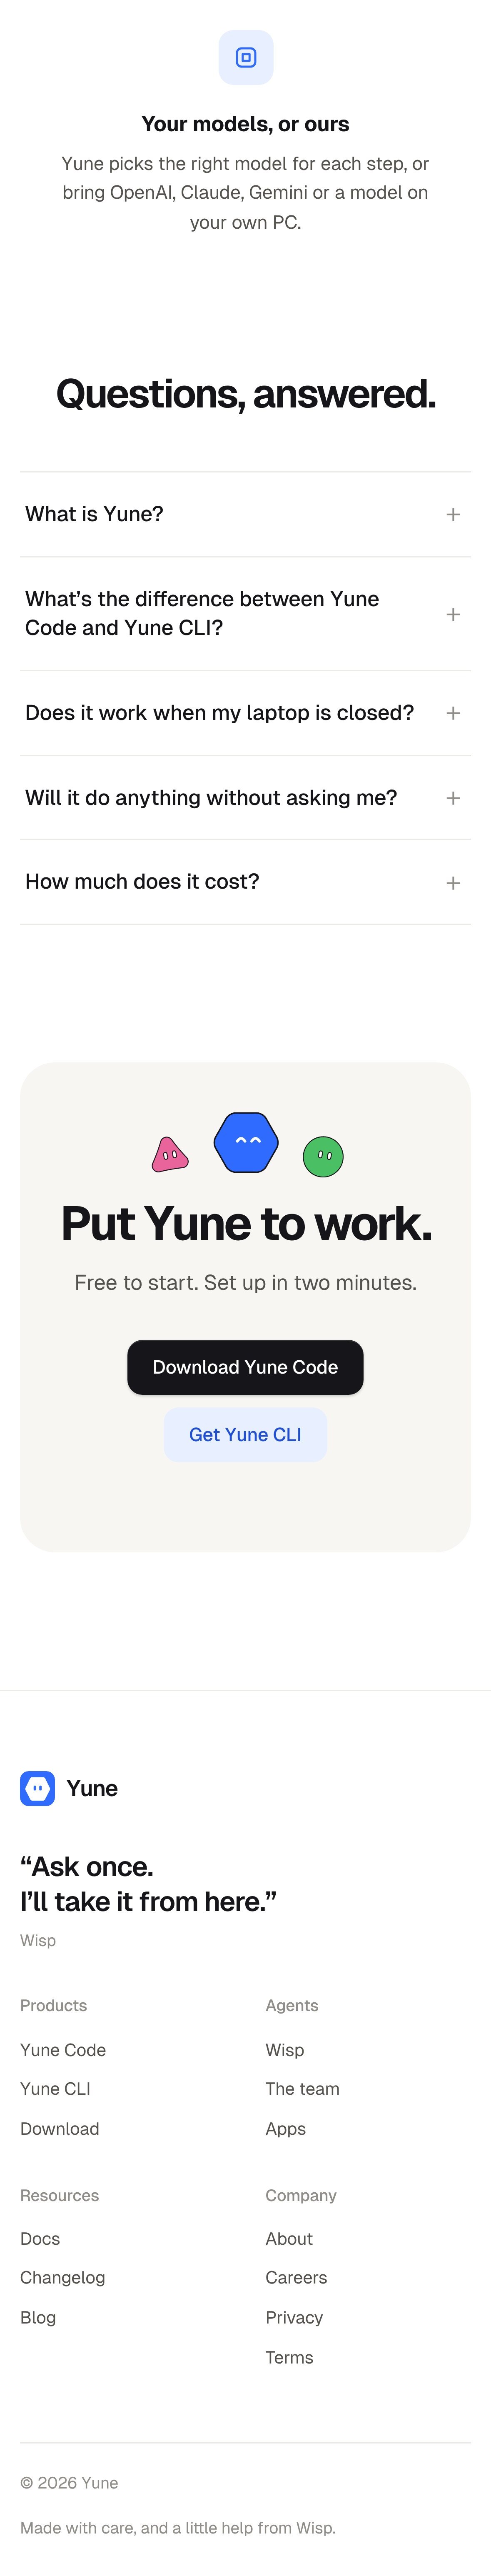 Your models, or ours
Yune picks the right model for each step, or
bring OpenAI, Claude, Gemini or a model on
your own PC.
Questions, answered.
What is Yune?
What’s the difference between Yune
Code and Yune CLI?
Does it work when my laptop is closed?
Will it do anything without asking me?
How much does it cost?
Put Yune to work.
Free to start. Set up in two minutes.
Download Yune Code
Get Yune CLI
Yune
“Ask once.
I’ll take it from here.”
Wisp
Products
Yune Code
Yune CLI
Download
Agents
Wisp
The team
Apps
Resources
Docs
Changelog
Blog
Company
About
Careers
Privacy
Terms
© 2026 Yune
Made with care, and a little help from Wisp.